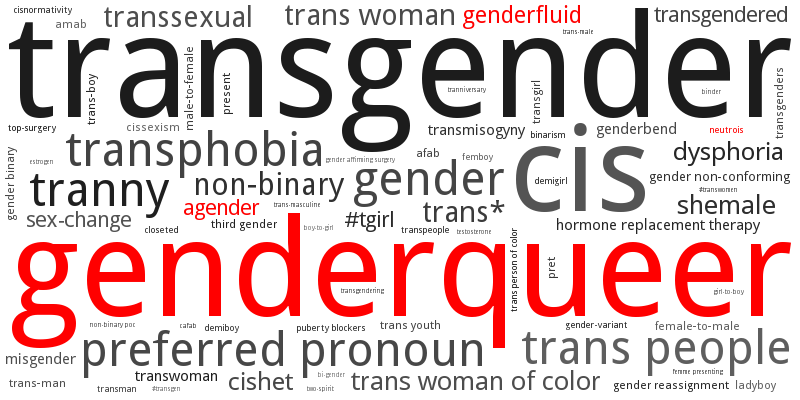 cisnormativity
transsexual
trans woman
genderfluid
transgendered
amab
trans-male
transgender
trans-boy
male-to-female
present
tranniversary
transgirl
binder
transgenders
top-surgery
cissexism
transmisogyny
binarism
genderbend
neutrois
transphobia
gender binary
estrogen
gender affirming surgery
afab
femboy
cis
dysphoria
tranny
non-binary
gender
demigirl
gender non-conforming
#transwomen
agender
trans-masculine
trans*
shemale
sex-change
closeted
third gender
boy-to-girl
#tgirl
transpeople
testosterone
hormone replacement therapy
genderqueer
trans person of color
pret
transgendering
girl-to-boy
non-binary poc
cafab
demiboy
puberty blockers
trans youth
gender-variant
female-to-male
misgender
preferred pronoun
trans people
trans-man
transman
transwoman
#transgen
cishet
bi-gender
two-spirit
trans woman of color
femme presenting
gender reassignment
ladyboy